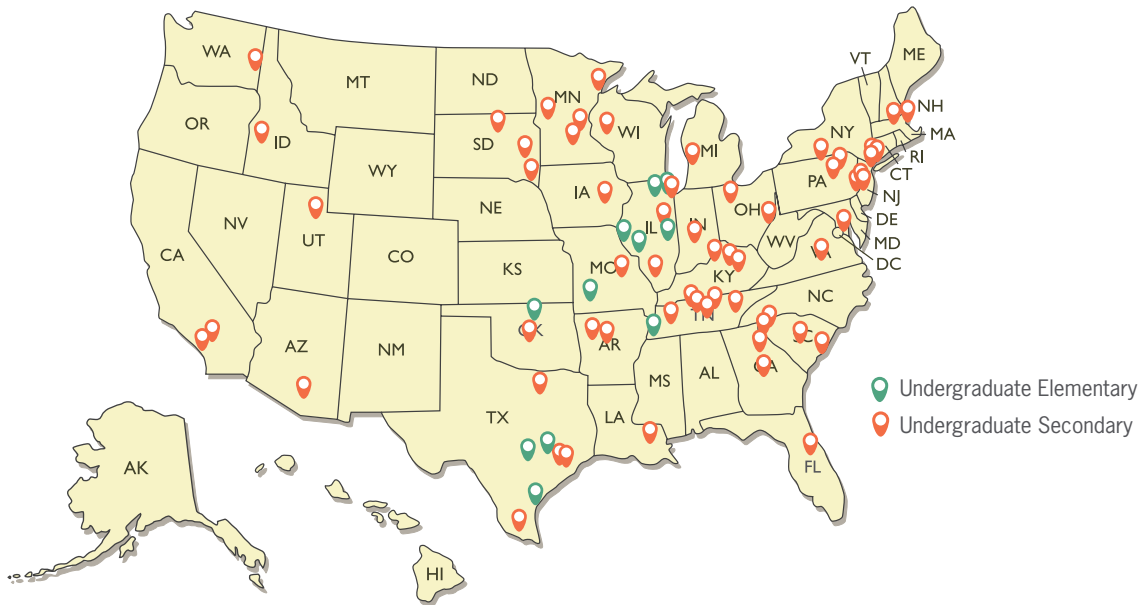 WA
MT
ND
MN
VT
ME
OR
ID
SD
WI
MI
NY
NH
MA
RI
CT
WY
IA
PA
NJ
NV
UT
NE
IL
IN
OH
DE
MD
DC
CA
CO
KS
MO
WV
VA
KY
NC
AZ
NM
OK
AR
TN
SC
MS
AL
GA
TX
LA
FL
AK
HI
Undergraduate Elementary
Undergraduate Secondary